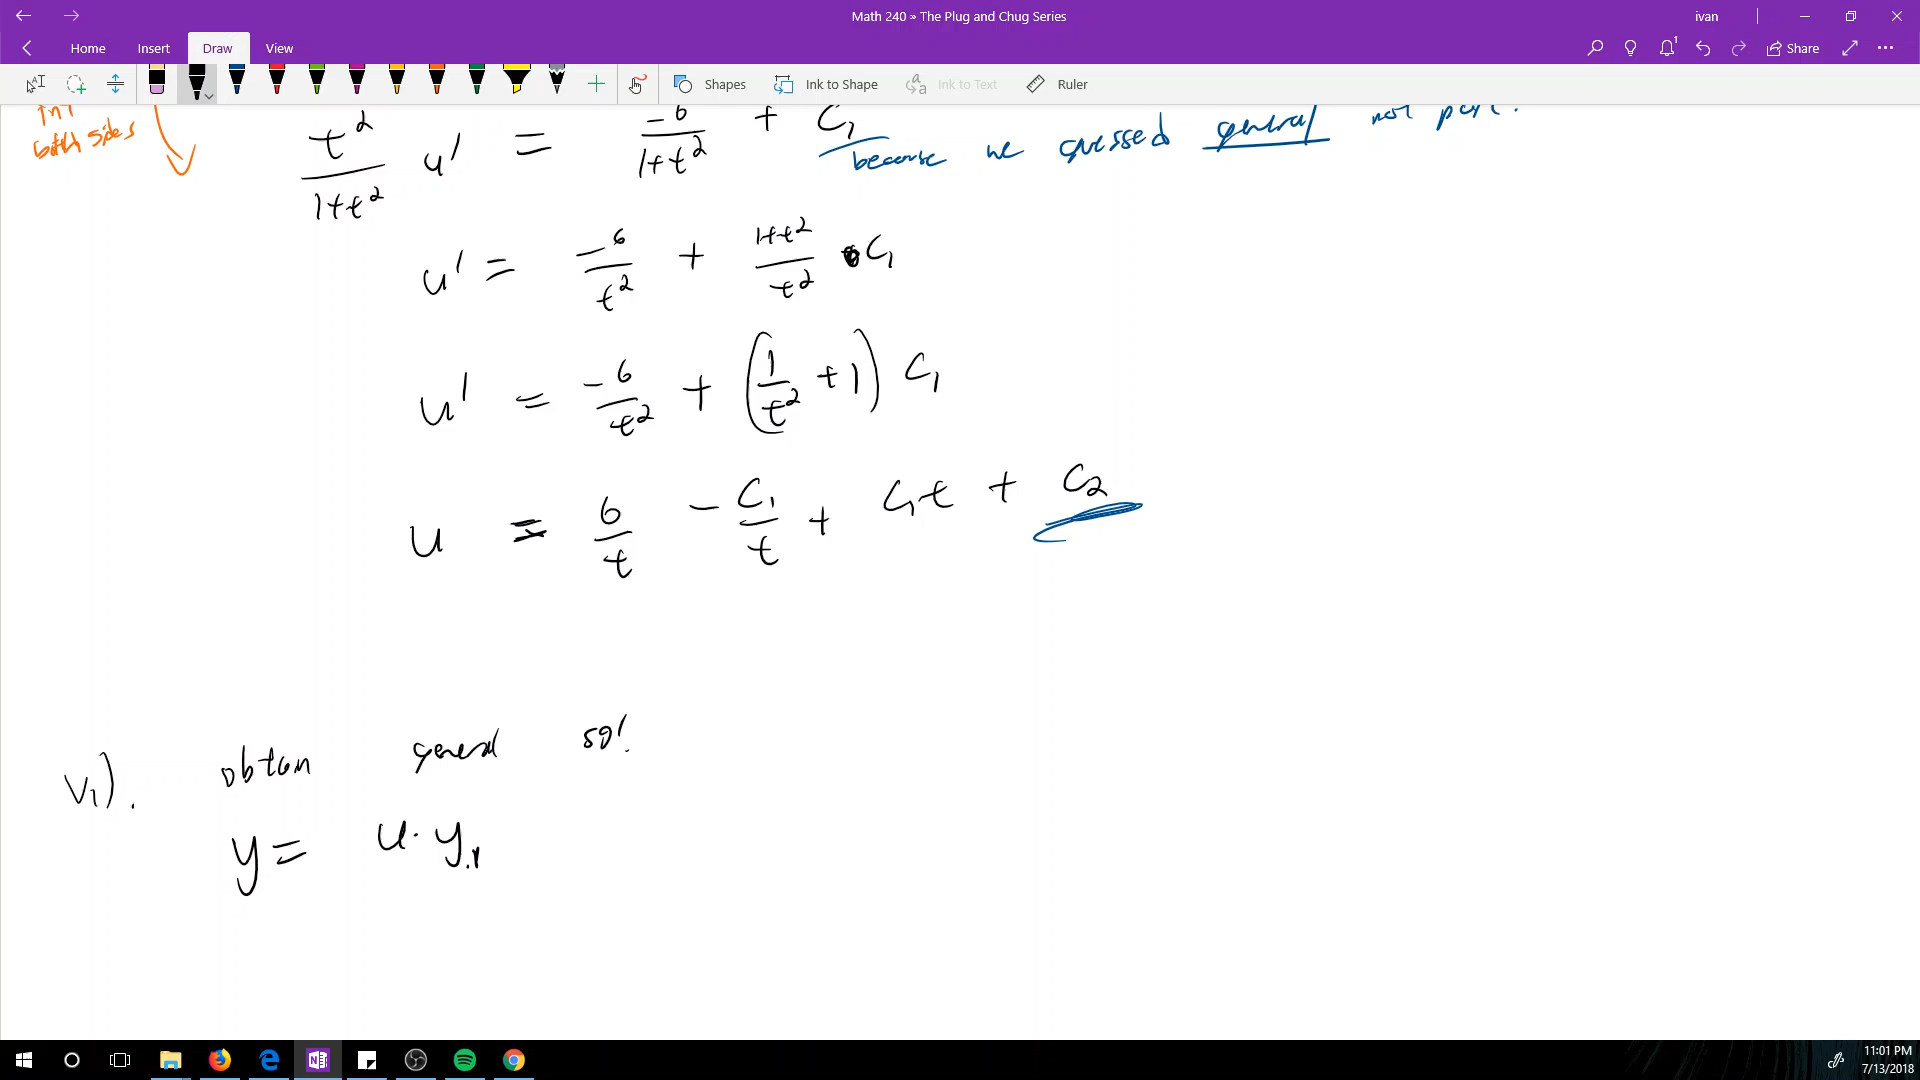 Math 240 » The Plug and Chug Series
ivan
Home Insert Draw View
1
Share
Shapes
Ink to Shape
Ink to Text
Ruler
Int
both sides
t² / 1+t² u' = -6 / 1+t² + C₁
because we guessed general not part.
u' = -6/t² + 1+t²/t² • C₁
u' = -6/t² + (1/t² + 1) C₁
u = 6/t - C₁/t + C₁t + C₂
vi). obtain general sol.
y = u · y₁
11:01 PM
7/13/2018